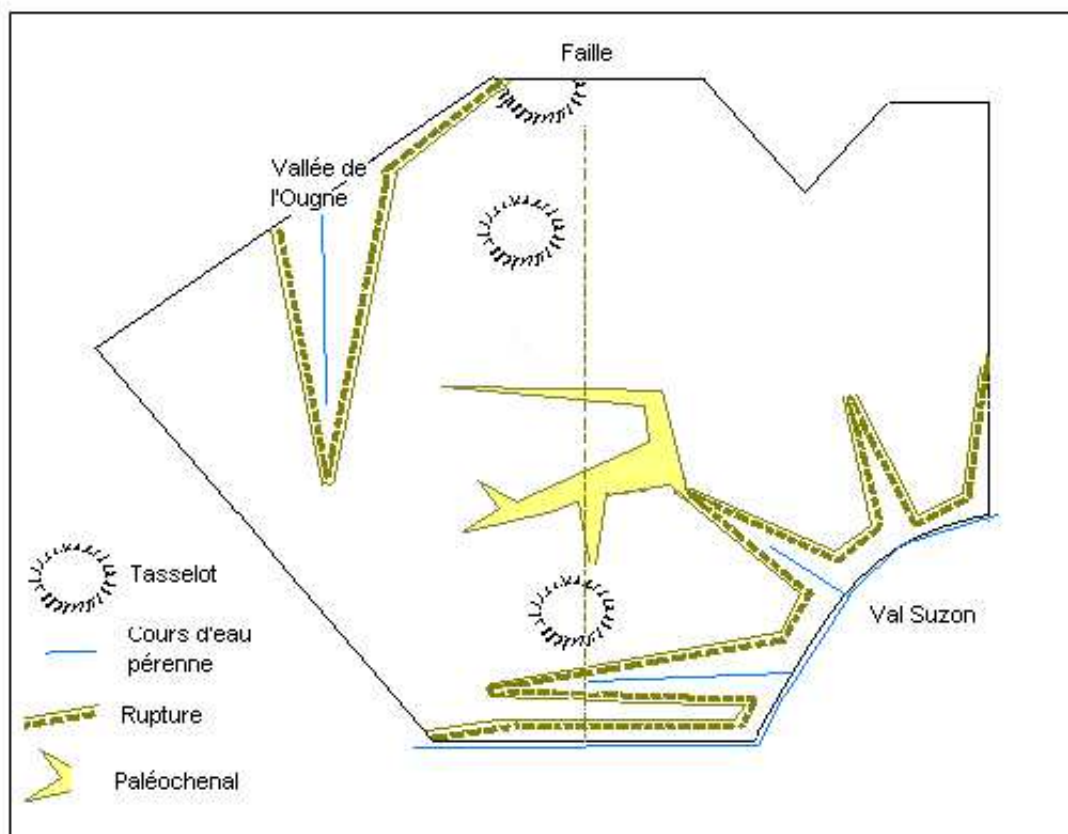 Faille
Vallée de
l'Ougne
Tasselot
Cours d'eau
pérenne
Val Suzon
Rupture
Paléochenal